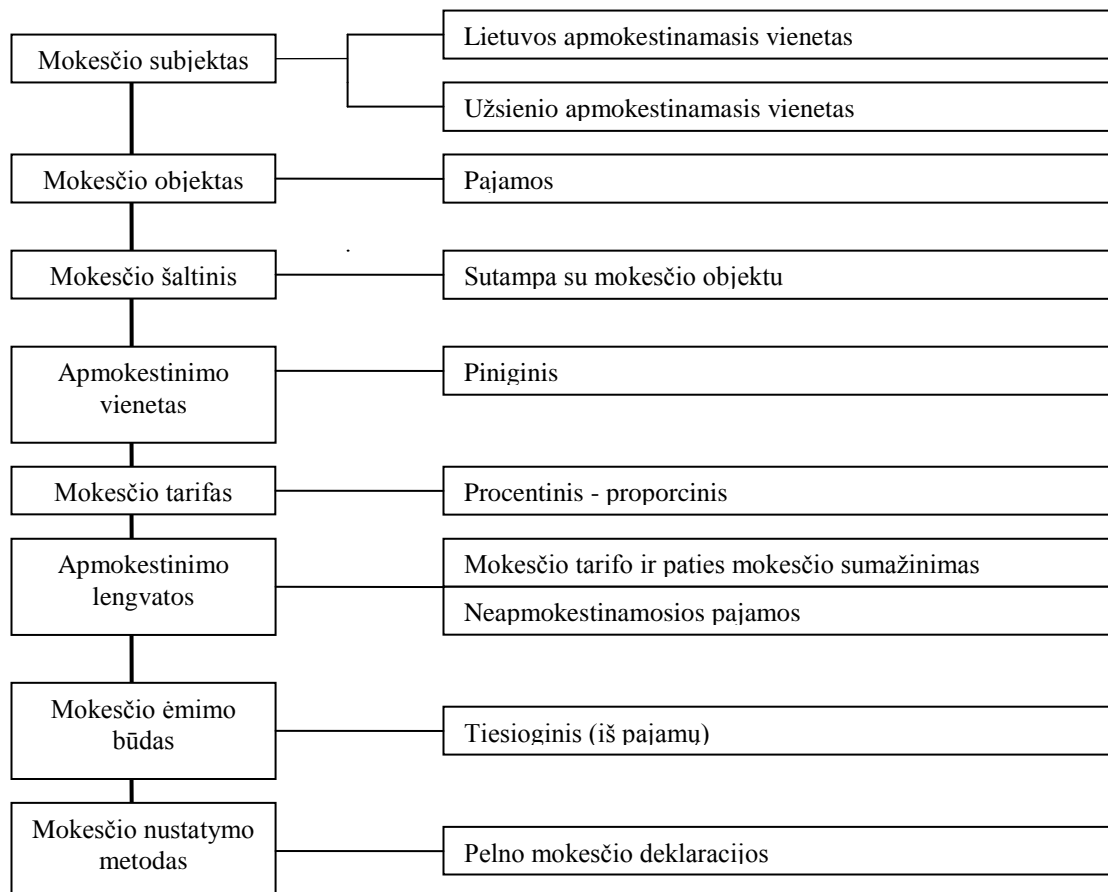 Mokesčio subjektas
Lietuvos apmokestinamasis vienetas
Užsienio apmokestinamasis vienetas
Mokesčio objektas
Pajamos
Mokesčio šaltinis
Sutampa su mokesčio objektu
Apmokestinimo
vienetas
Piniginis
Mokesčio tarifas
Procentinis - proporcinis
Apmokestinimo
lengvatos
Mokesčio tarifo ir paties mokesčio sumažinimas
Neapmokestinamosios pajamos
Mokesčio ėmimo
būdas
Tiesioginis (iš pajamų)
Mokesčio nustatymo
metodas
Pelno mokesčio deklaracijos